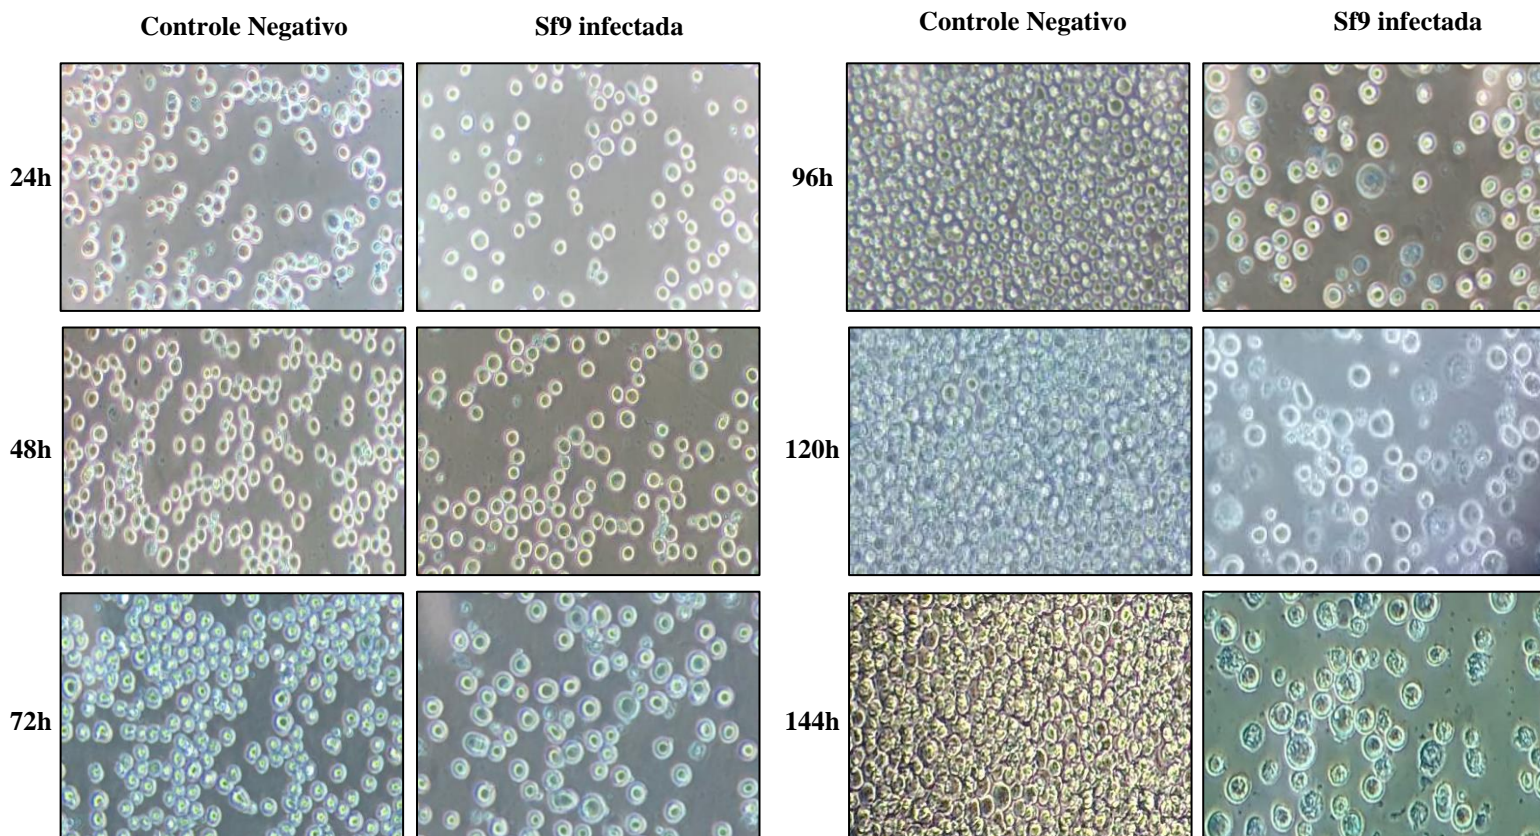 Controle Negativo
Sf9 infectada
Controle Negativo
Sf9 infectada
24h
96h
48h
120h
72h
144h